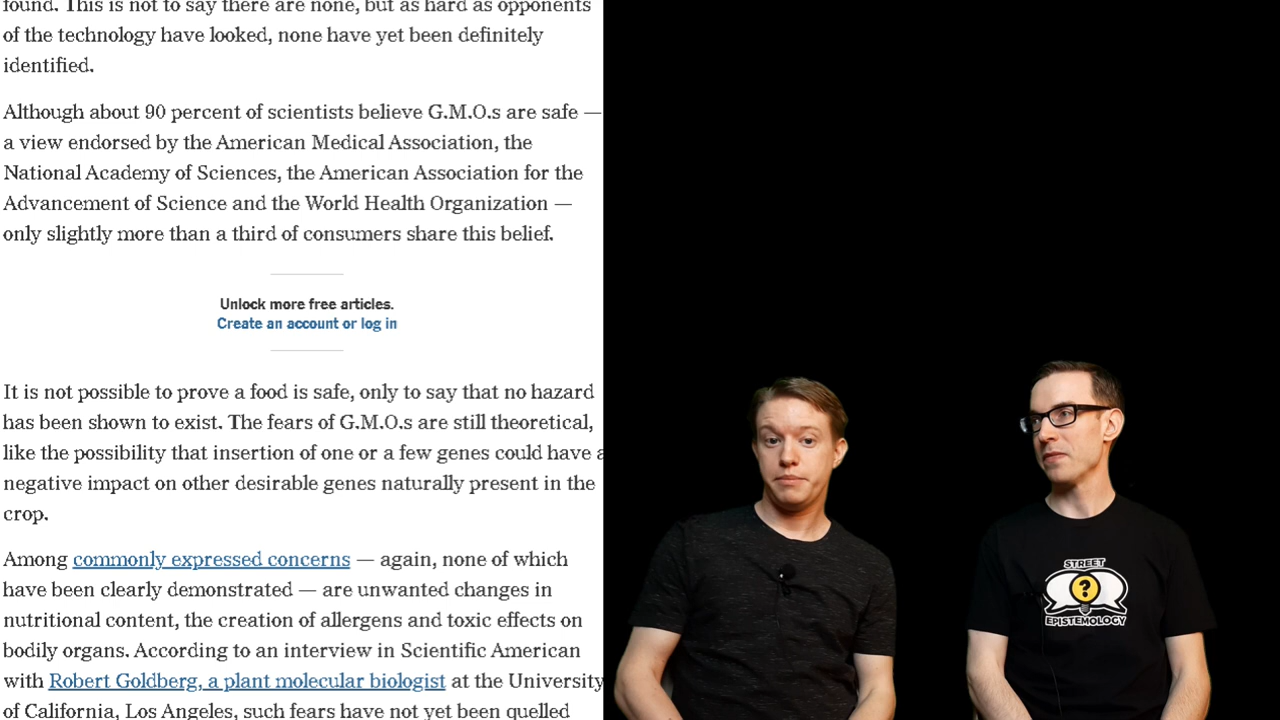 found. This is not to say there are none, but as hard as opponents
of the technology have looked, none have yet been definitely
identified.
Although about 90 percent of scientists believe G.M.O.s are safe —
a view endorsed by the American Medical Association, the
National Academy of Sciences, the American Association for the
Advancement of Science and the World Health Organization —
only slightly more than a third of consumers share this belief.
Unlock more free articles.
Create an account or log in
It is not possible to prove a food is safe, only to say that no hazard
has been shown to exist. The fears of G.M.O.s are still theoretical,
like the possibility that insertion of one or a few genes could have a
negative impact on other desirable genes naturally present in the
crop.
Among commonly expressed concerns — again, none of which
have been clearly demonstrated — are unwanted changes in
nutritional content, the creation of allergens and toxic effects on
bodily organs. According to an interview in Scientific American
with Robert Goldberg, a plant molecular biologist at the University
of California, Los Angeles, such fears have not yet been quelled
STREET
?
EPISTEMOLOGY